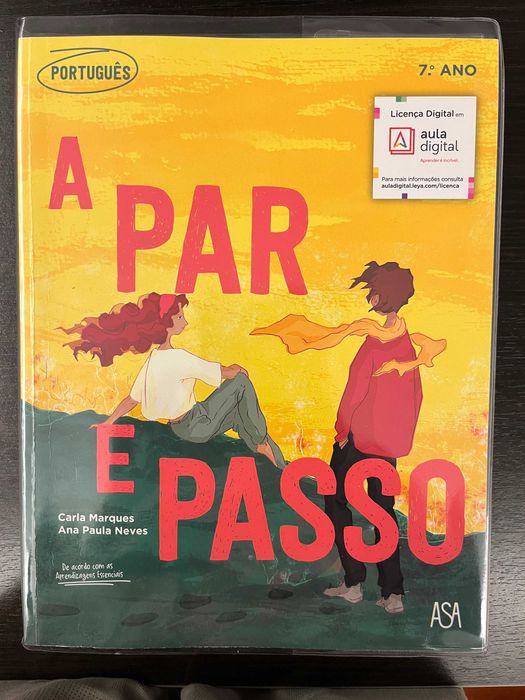 PORTUGUÊS
7.º ANO
Licença Digital em
aula
digital
Aprender é incrível.
Para mais informações consulta
auladigital.leya.com/licenca
A
PAR
E
PASSO
Carla Marques
Ana Paula Neves
De acordo com as
Aprendizagens Essenciais
ASA